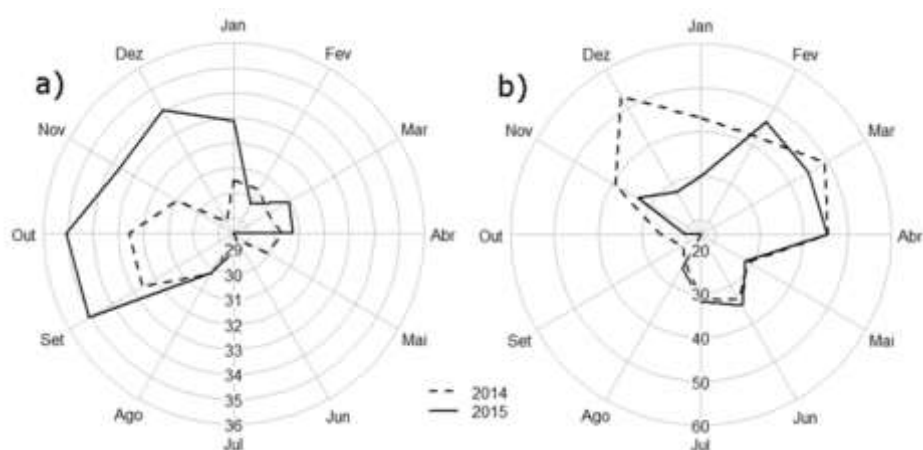 a)
Jan
Fev
Mar
Abr
Mai
Jun
Jul
Ago
Set
Out
Nov
Dez
29
30
31
32
33
34
35
36
b)
Jan
Fev
Mar
Abr
Mai
Jun
Jul
Ago
Set
Out
Nov
Dez
20
30
40
50
60
2014
2015